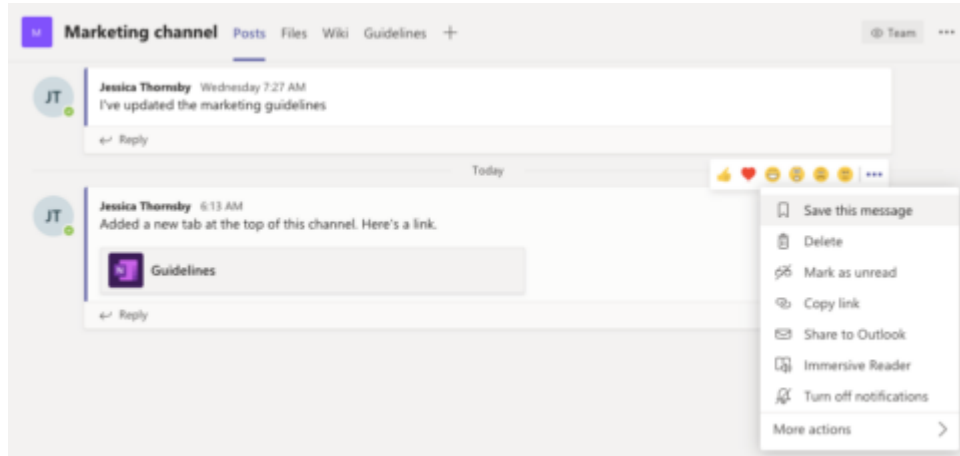 M Marketing channel Posts Files Wiki Guidelines + Team ...
JT Jessica Thornsby Wednesday 7:27 AM
I've updated the marketing guidelines
Reply
Today
JT Jessica Thornsby 6:13 AM
Added a new tab at the top of this channel. Here's a link.
N Guidelines
Reply
Save this message
Delete
Mark as unread
Copy link
Share to Outlook
Immersive Reader
Turn off notifications
More actions